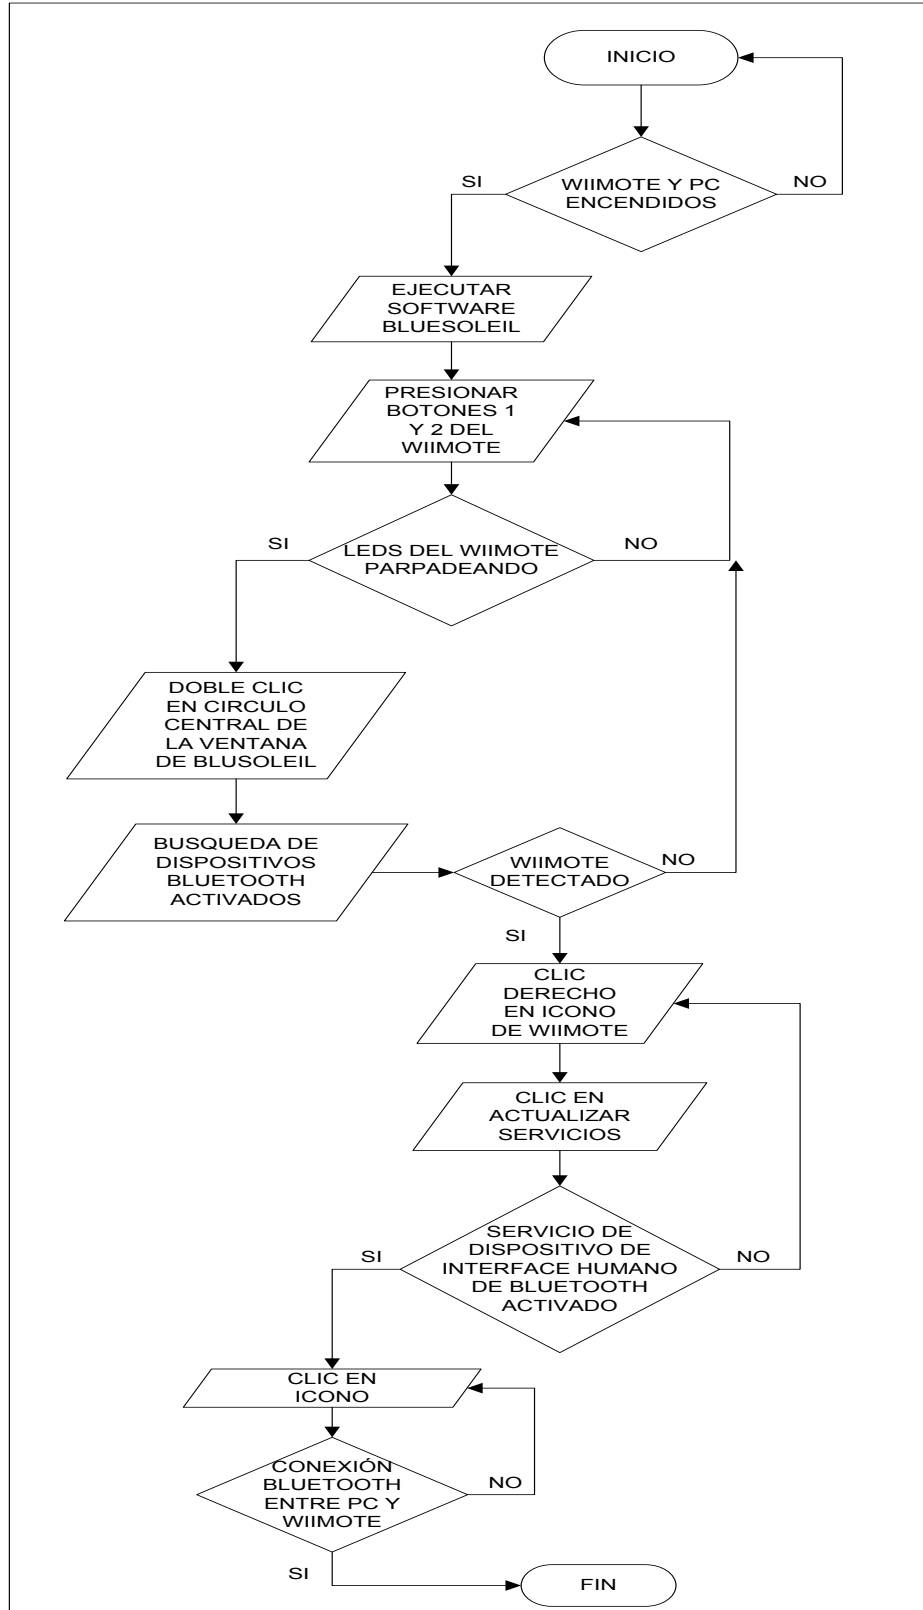 INICIO
WIIMOTE Y PC
ENCENDIDOS
SI
NO
EJECUTAR
SOFTWARE
BLUESOLEIL
PRESIONAR
BOTONES 1
Y 2 DEL
WIIMOTE
LEDS DEL WIIMOTE
PARPADEANDO
SI
NO
DOBLE CLIC
EN CIRCULO
CENTRAL DE
LA VENTANA
DE BLUSOLEIL
BUSQUEDA DE
DISPOSITIVOS
BLUETOOTH
ACTIVADOS
WIIMOTE
DETECTADO
NO
SI
CLIC
DERECHO
EN ICONO
DE WIIMOTE
CLIC EN
ACTUALIZAR
SERVICIOS
SERVICIO DE
DISPOSITIVO DE
INTERFACE HUMANO
DE BLUETOOTH
ACTIVADO
SI
NO
CLIC EN
ICONO
CONEXIÓN
BLUETOOTH
ENTRE PC Y
WIIMOTE
NO
SI
FIN